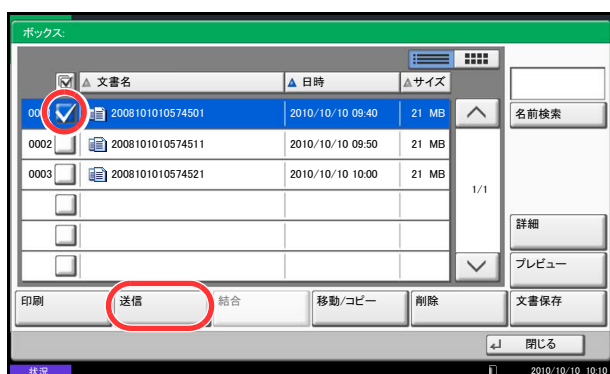 ボックス:
▲ 文書名 ▲ 日時 ▲サイズ
0001 2008101010574501 2010/10/10 09:40 21 MB 名前検索
0002 2008101010574511 2010/10/10 09:50 21 MB
0003 2008101010574521 2010/10/10 10:00 21 MB
1/1
詳細
プレビュー
印刷 送信 結合 移動/コピー 削除 文書保存
閉じる
状況 2010/10/10 10:10